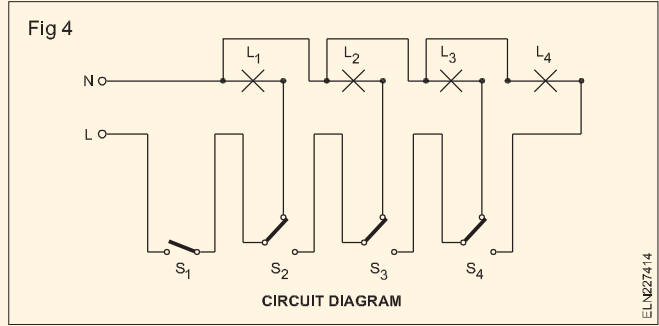 Fig 4
L1 L2 L3 L4
N
L
S1 S2 S3 S4
CIRCUIT DIAGRAM
ELN227414